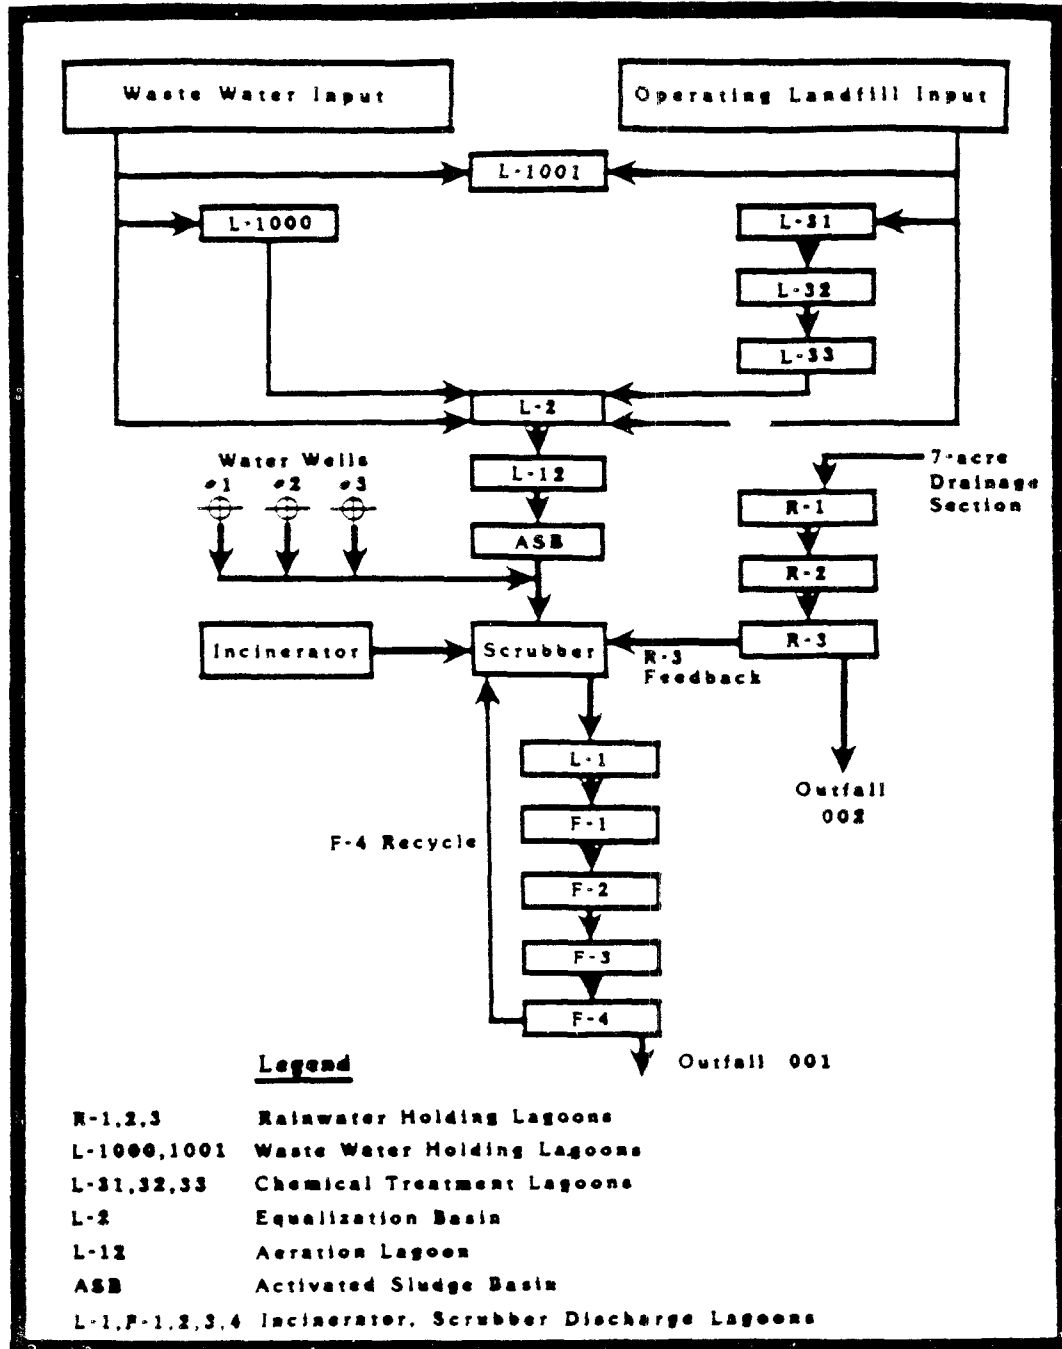 Waste Water Input
Operating Landfill Input
L-1001
L-1000
L-31
L-32
L-33
L-2
Water Wells
#1 #2 #3
L-12
ASB
7-acre
Drainage
Section
R-1
R-2
R-3
Incinerator
Scrubber
R-3
Feedback
L-1
F-1
F-2
F-3
F-4
F-4 Recycle
Outfall
002
Outfall 001
Legend
R-1,2,3 Rainwater Holding Lagoons
L-1000,1001 Waste Water Holding Lagoons
L-31,32,33 Chemical Treatment Lagoons
L-2 Equalization Basin
L-12 Aeration Lagoon
ASB Activated Sludge Basin
L-1,F-1,2,3,4 Incinerator, Scrubber Discharge Lagoons